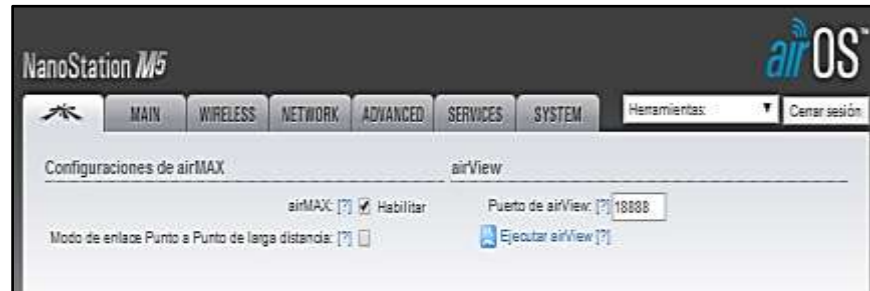 airOS™
NanoStation M5
MAIN WIRELESS NETWORK ADVANCED SERVICES SYSTEM Herramientas: Cerrar sesión
Configuraciones de airMAX airView
airMAX: [?] Habilitar Puerto de airView: [?] 18888
Modo de enlace Punto a Punto de larga distancia: [?] Ejecutar airView [?]